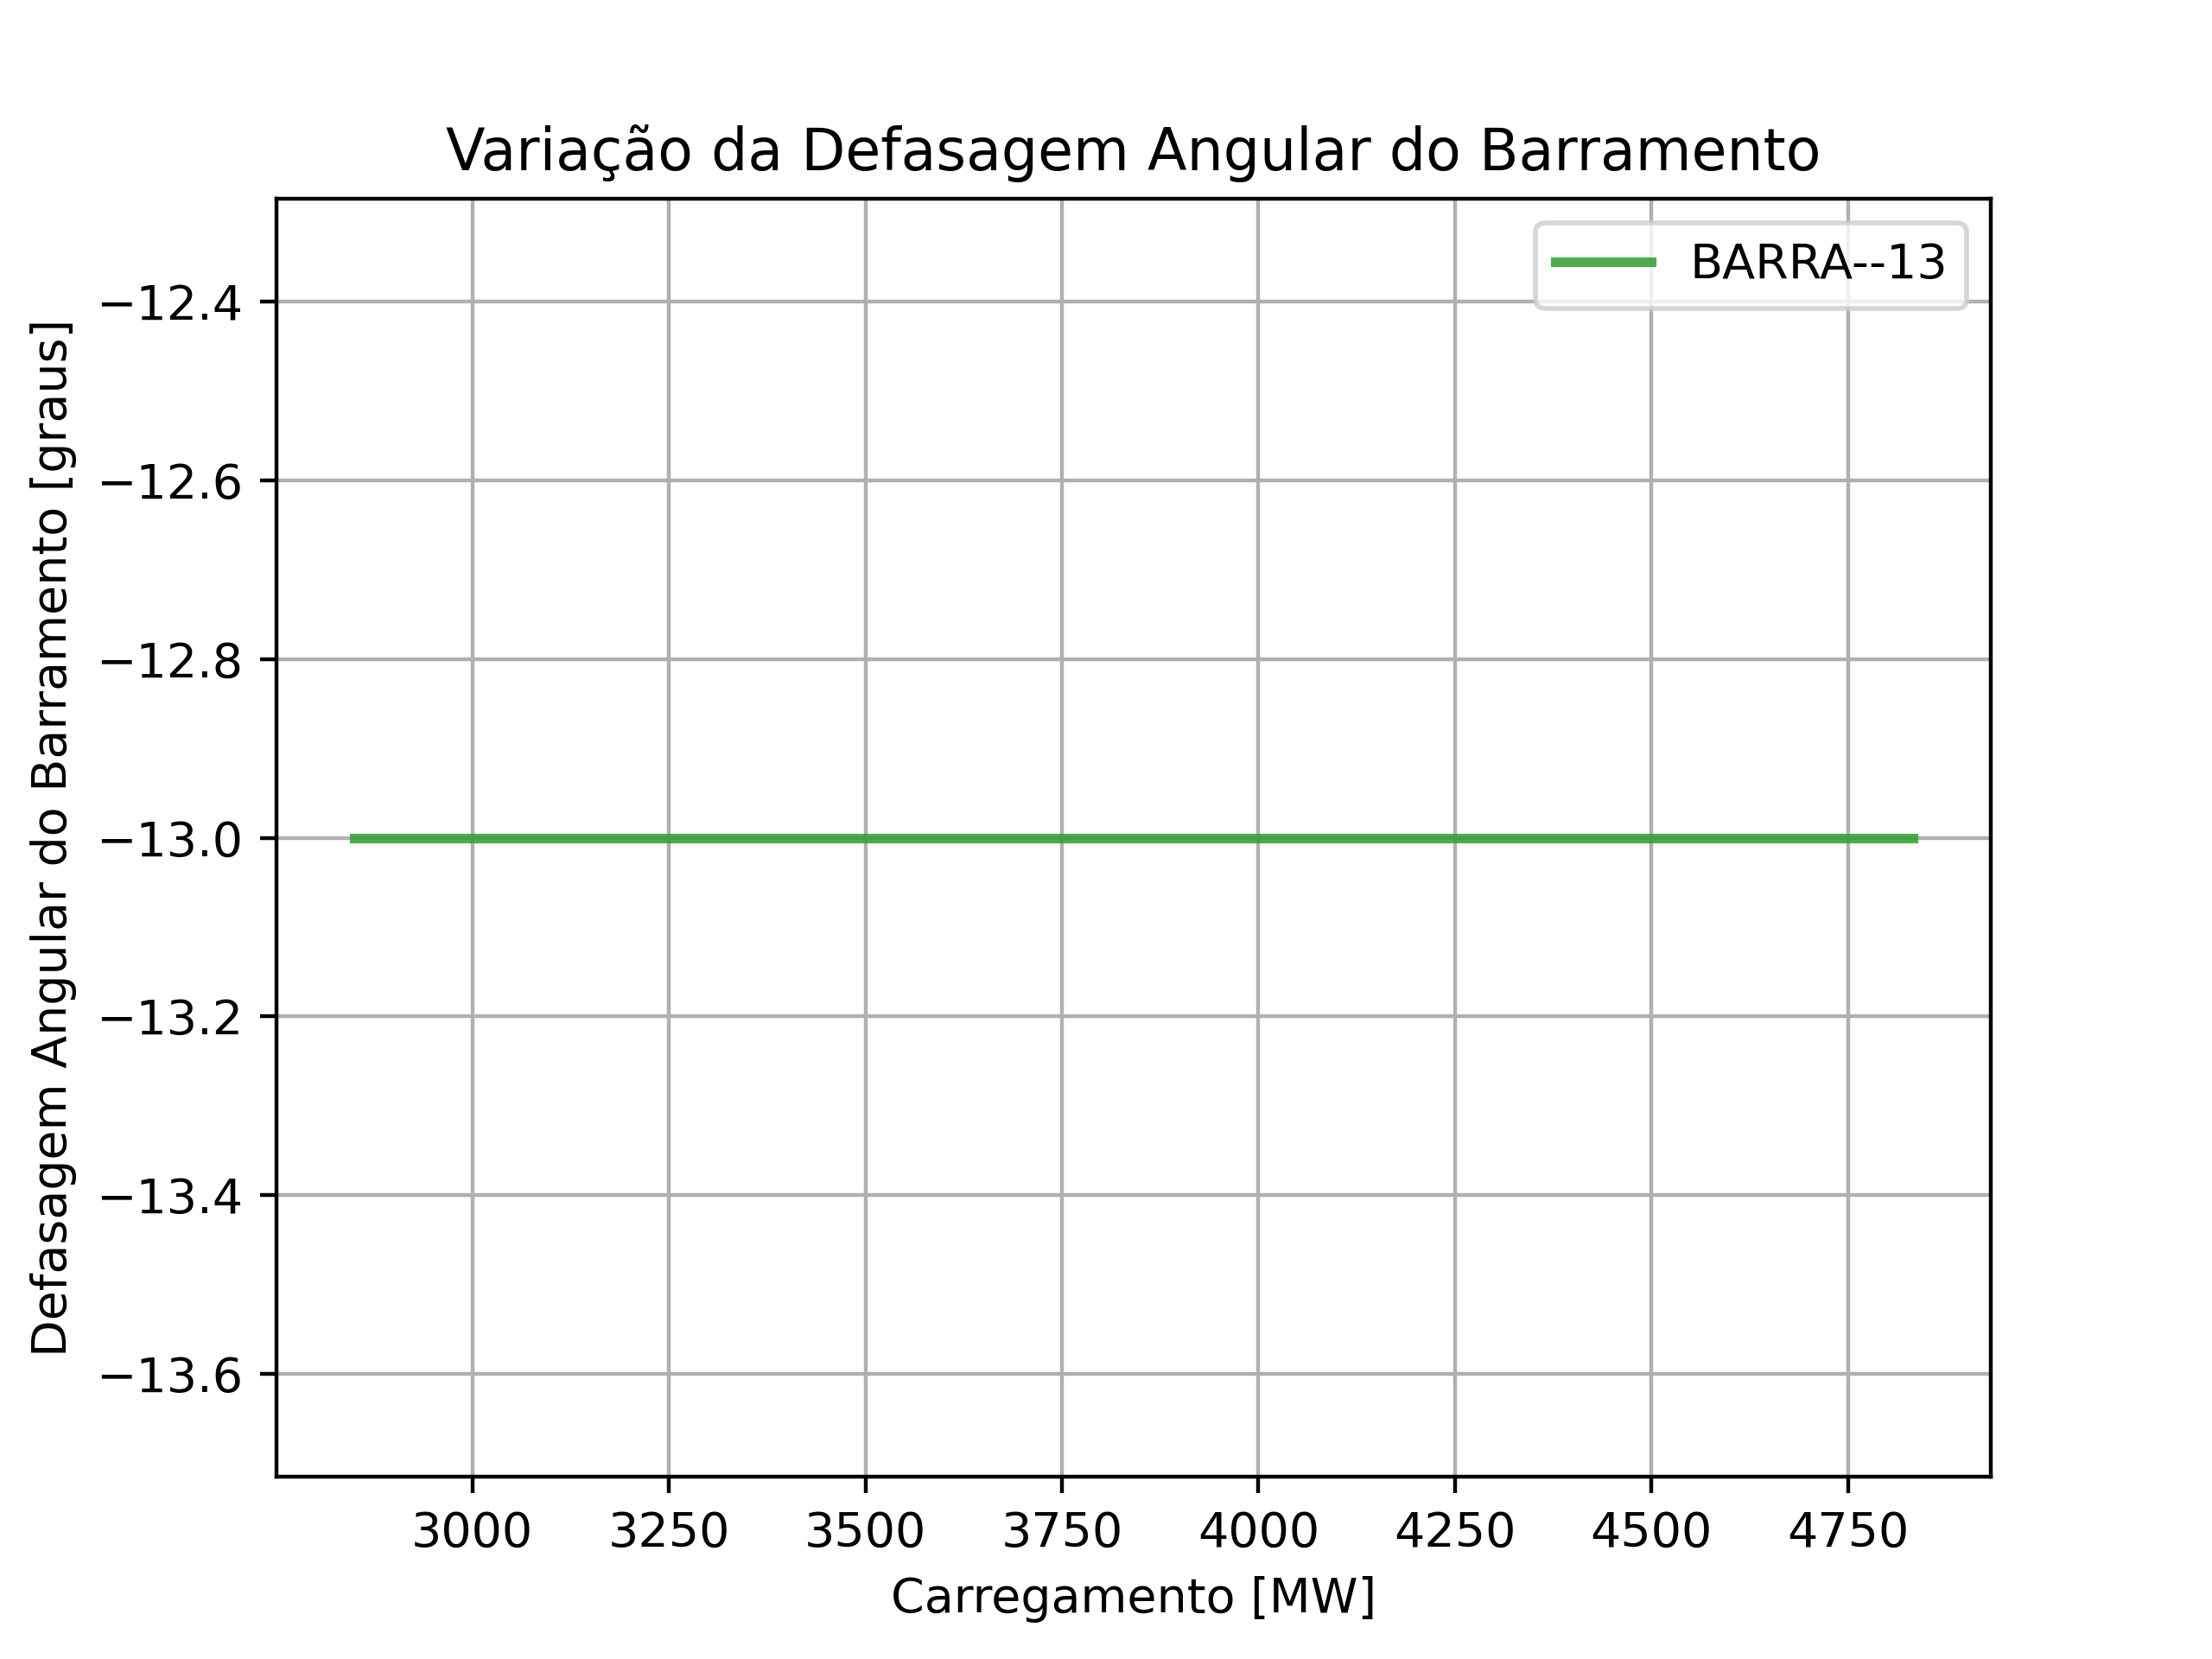 Variação da Defasagem Angular do Barramento
BARRA--13
Defasagem Angular do Barramento [graus]
−12.4
−12.6
−12.8
−13.0
−13.2
−13.4
−13.6
3000 3250 3500 3750 4000 4250 4500 4750
Carregamento [MW]